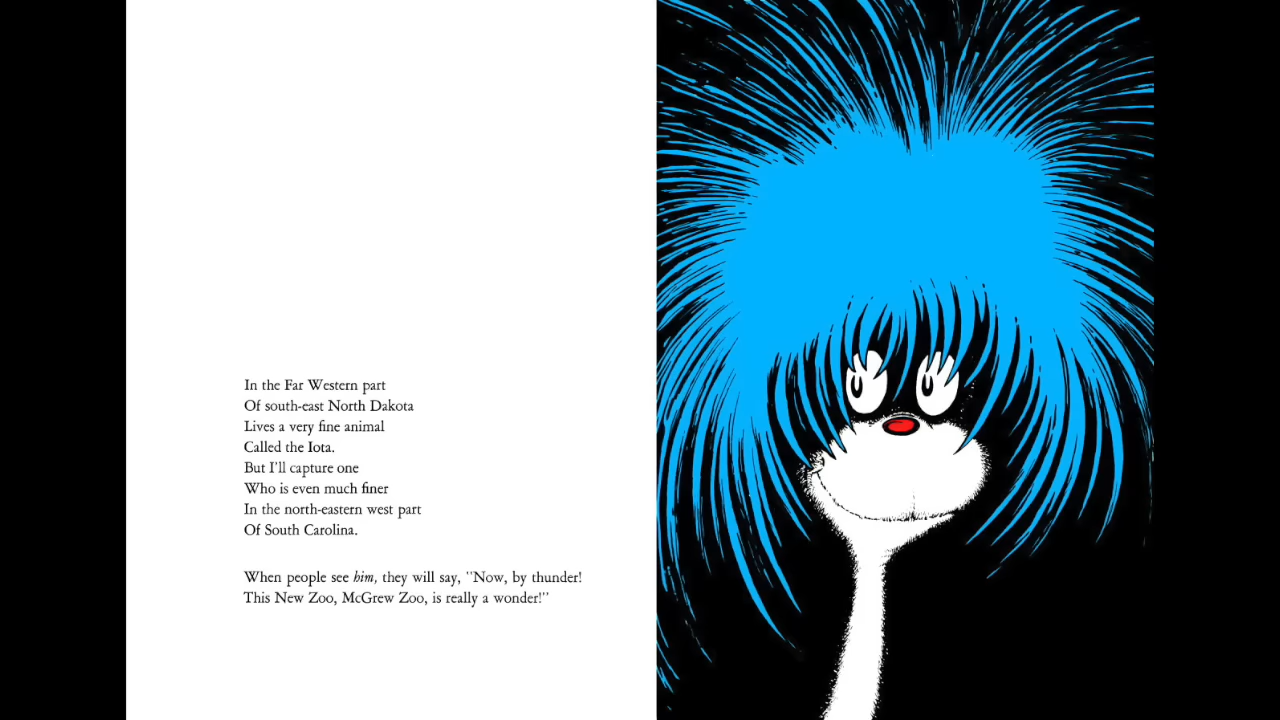 In the Far Western part
Of south-east North Dakota
Lives a very fine animal
Called the Iota.
But I'll capture one
Who is even much finer
In the north-eastern west part
Of South Carolina.
When people see him, they will say, "Now, by thunder!
This New Zoo, McGrew Zoo, is really a wonder!"